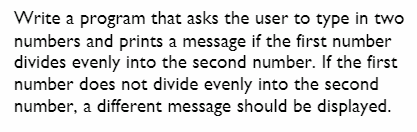 Write a program that asks the user to type in two
numbers and prints a message if the first number
divides evenly into the second number. If the first
number does not divide evenly into the second
number, a different message should be displayed.